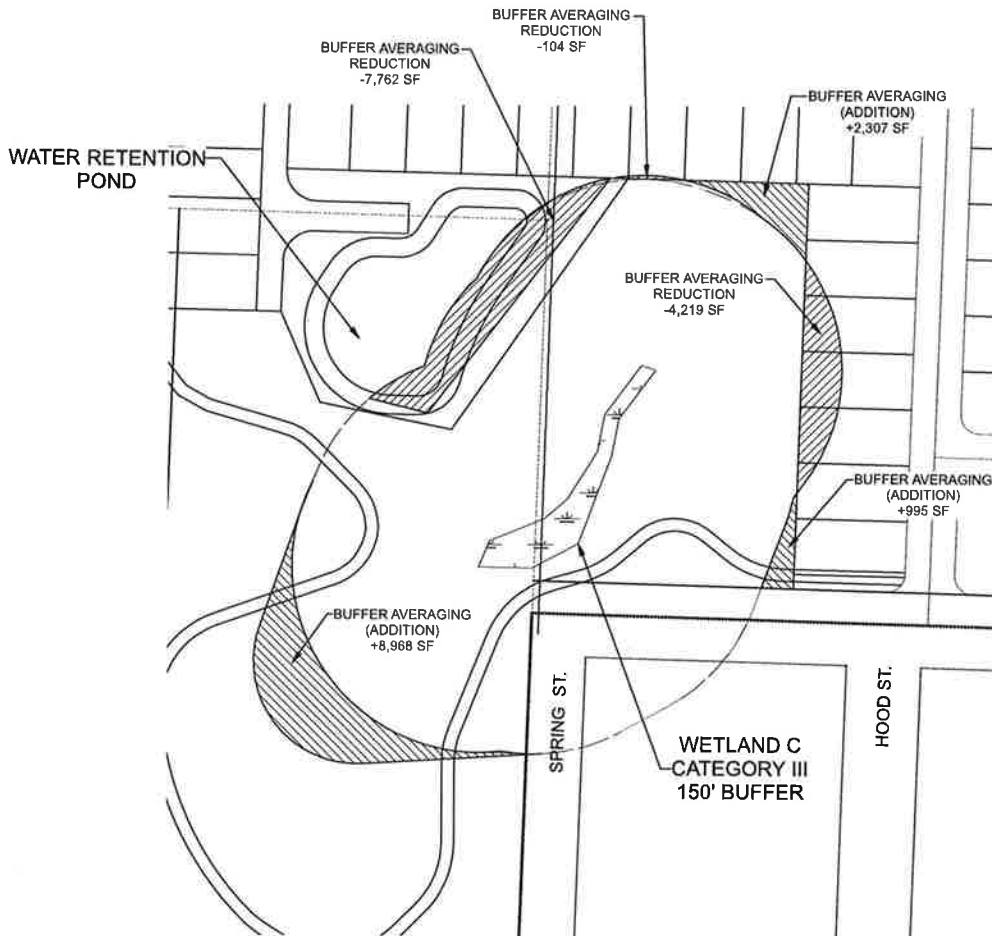 BUFFER AVERAGING
REDUCTION
-104 SF
BUFFER AVERAGING
REDUCTION
-7,762 SF
BUFFER AVERAGING
(ADDITION)
+2,307 SF
WATER RETENTION
POND
BUFFER AVERAGING
REDUCTION
-4,219 SF
BUFFER AVERAGING
(ADDITION)
+995 SF
BUFFER AVERAGING
(ADDITION)
+8,968 SF
SPRING ST.
HOOD ST.
WETLAND C
CATEGORY III
150' BUFFER